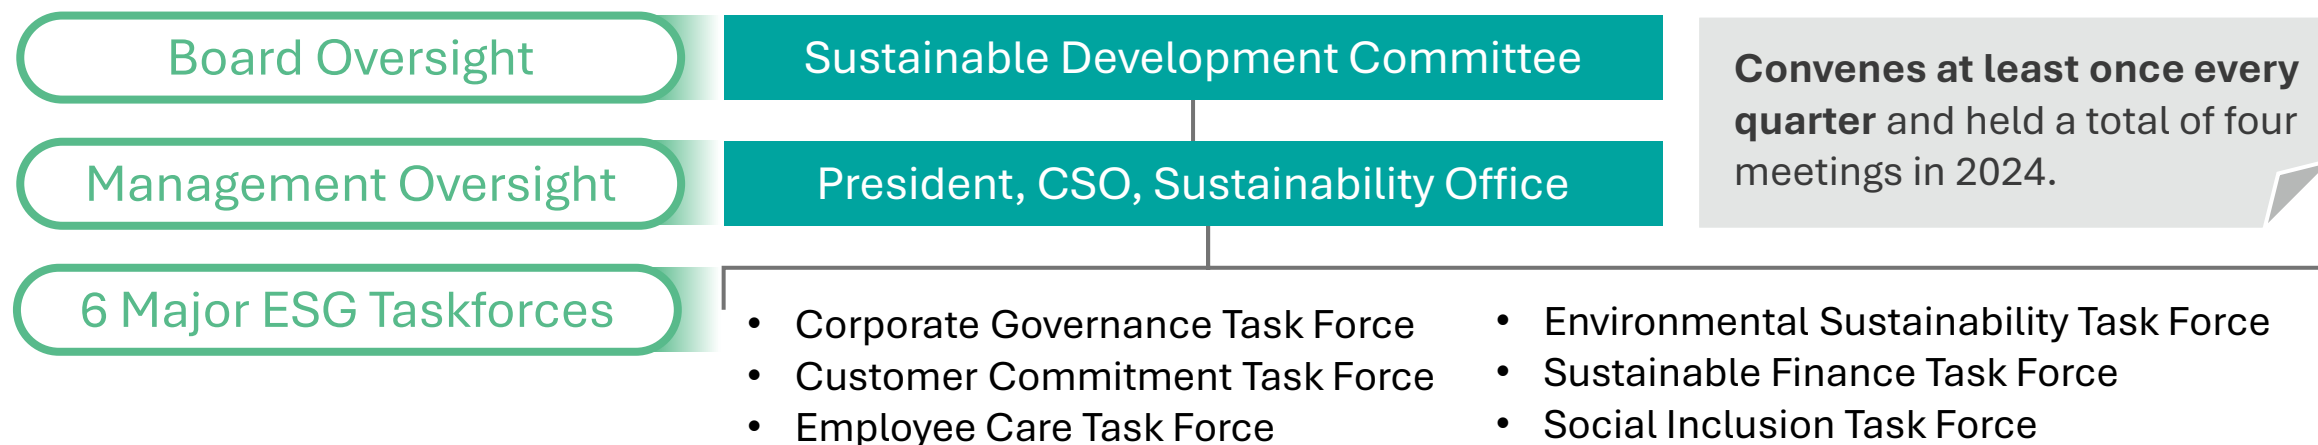 Board Oversight
Sustainable Development Committee
Convenes at least once every
quarter and held a total of four
meetings in 2024.
Management Oversight
President, CSO, Sustainability Office
6 Major ESG Taskforces
• Corporate Governance Task Force
• Customer Commitment Task Force
• Employee Care Task Force
• Environmental Sustainability Task Force
• Sustainable Finance Task Force
• Social Inclusion Task Force